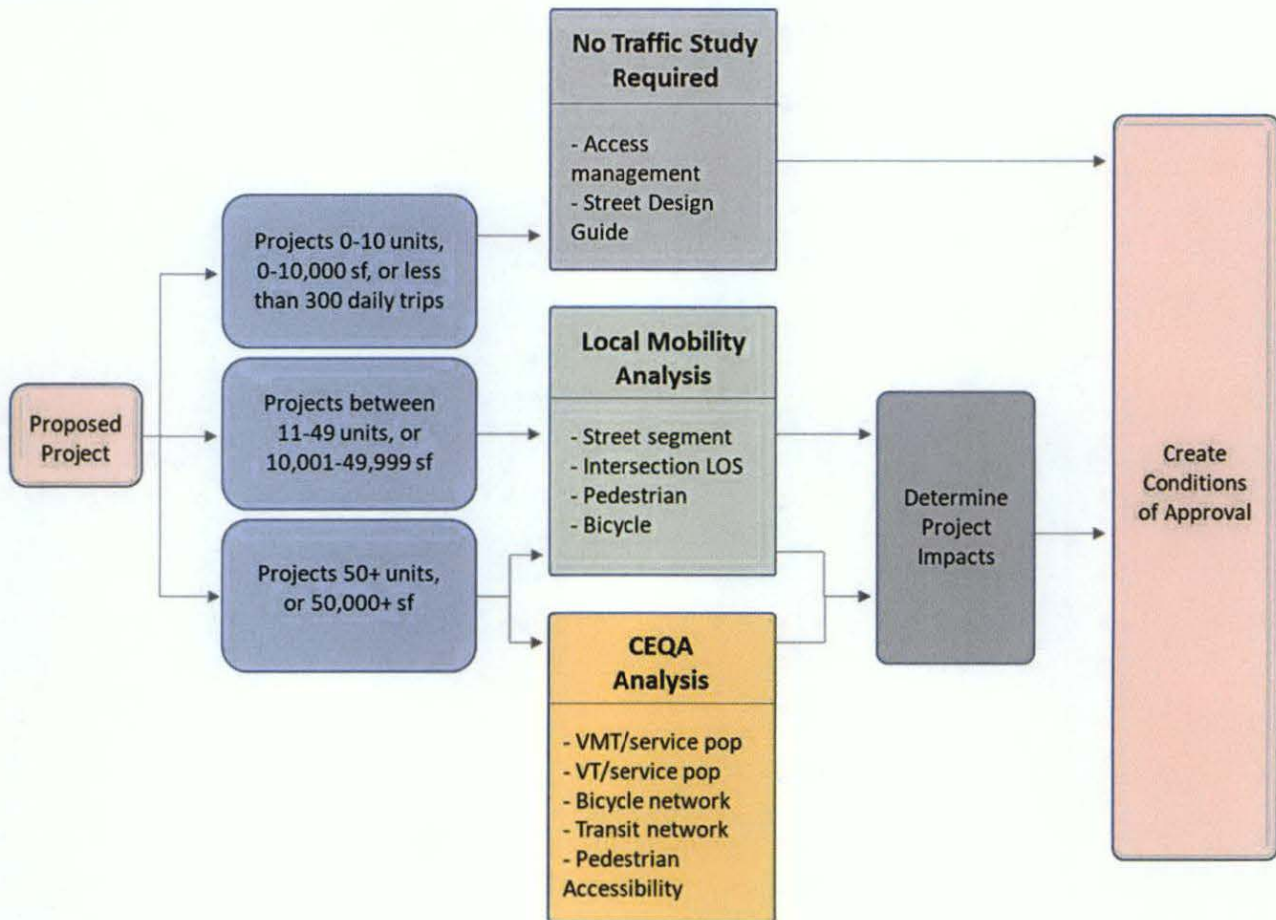 Proposed
Project
Projects 0-10 units,
0-10,000 sf, or less
than 300 daily trips
Projects between
11-49 units, or
10,001-49,999 sf
Projects 50+ units,
or 50,000+ sf
No Traffic Study
Required
- Access
management
- Street Design
Guide
Local Mobility
Analysis
- Street segment
- Intersection LOS
- Pedestrian
- Bicycle
CEQA
Analysis
- VMT/service pop
- VT/service pop
- Bicycle network
- Transit network
- Pedestrian
Accessibility
Determine
Project
Impacts
Create
Conditions
of Approval